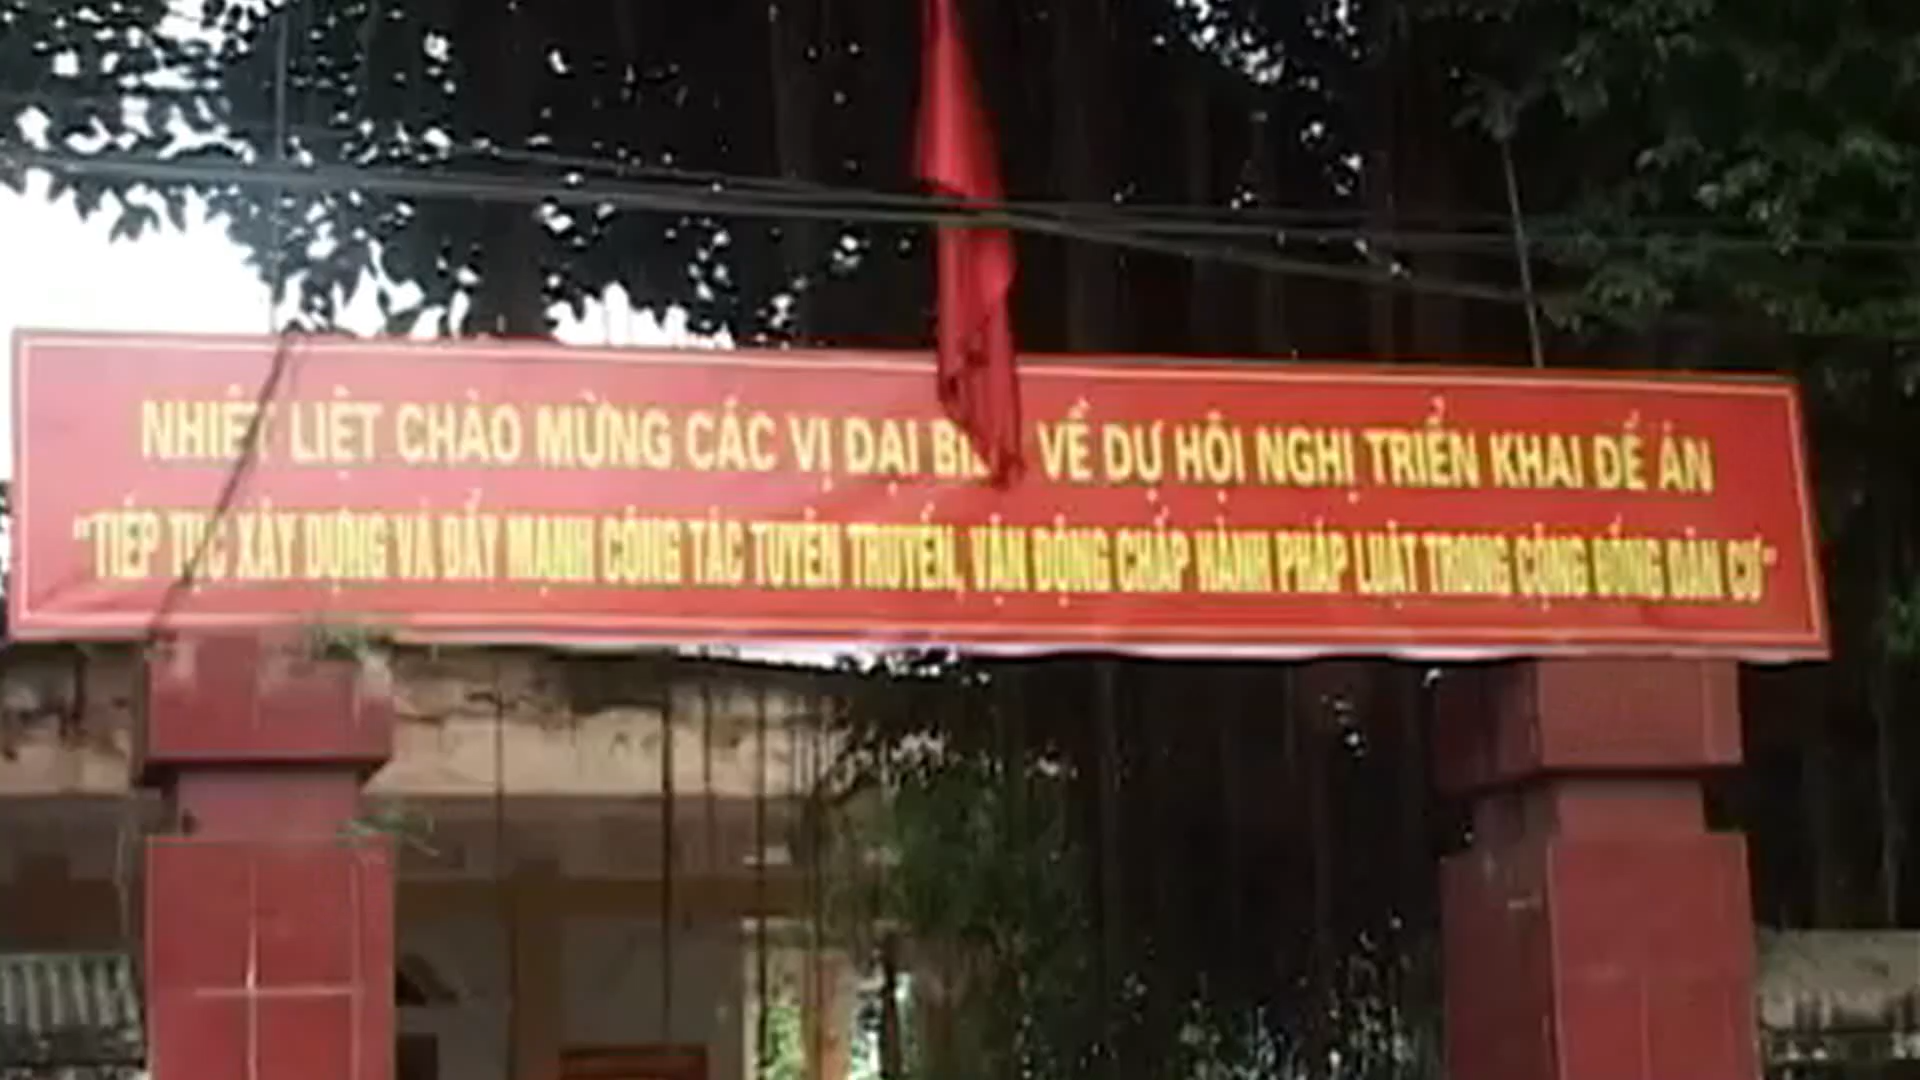 NHIỆT LIỆT CHÀO MỪNG CÁC VỊ ĐẠI VỀ DỰ HỘI NGHỊ TRIỂN KHAI ĐỀ ÁN
"TIẾP TỤC XÂY DỰNG VÀ ĐẨY MẠNH CÔNG TÁC TUYÊN TRUYỀN, VẬN ĐỘNG CHẤP HÀNH PHÁP LUẬT TRONG CỘNG ĐỒNG DÂN CƯ"